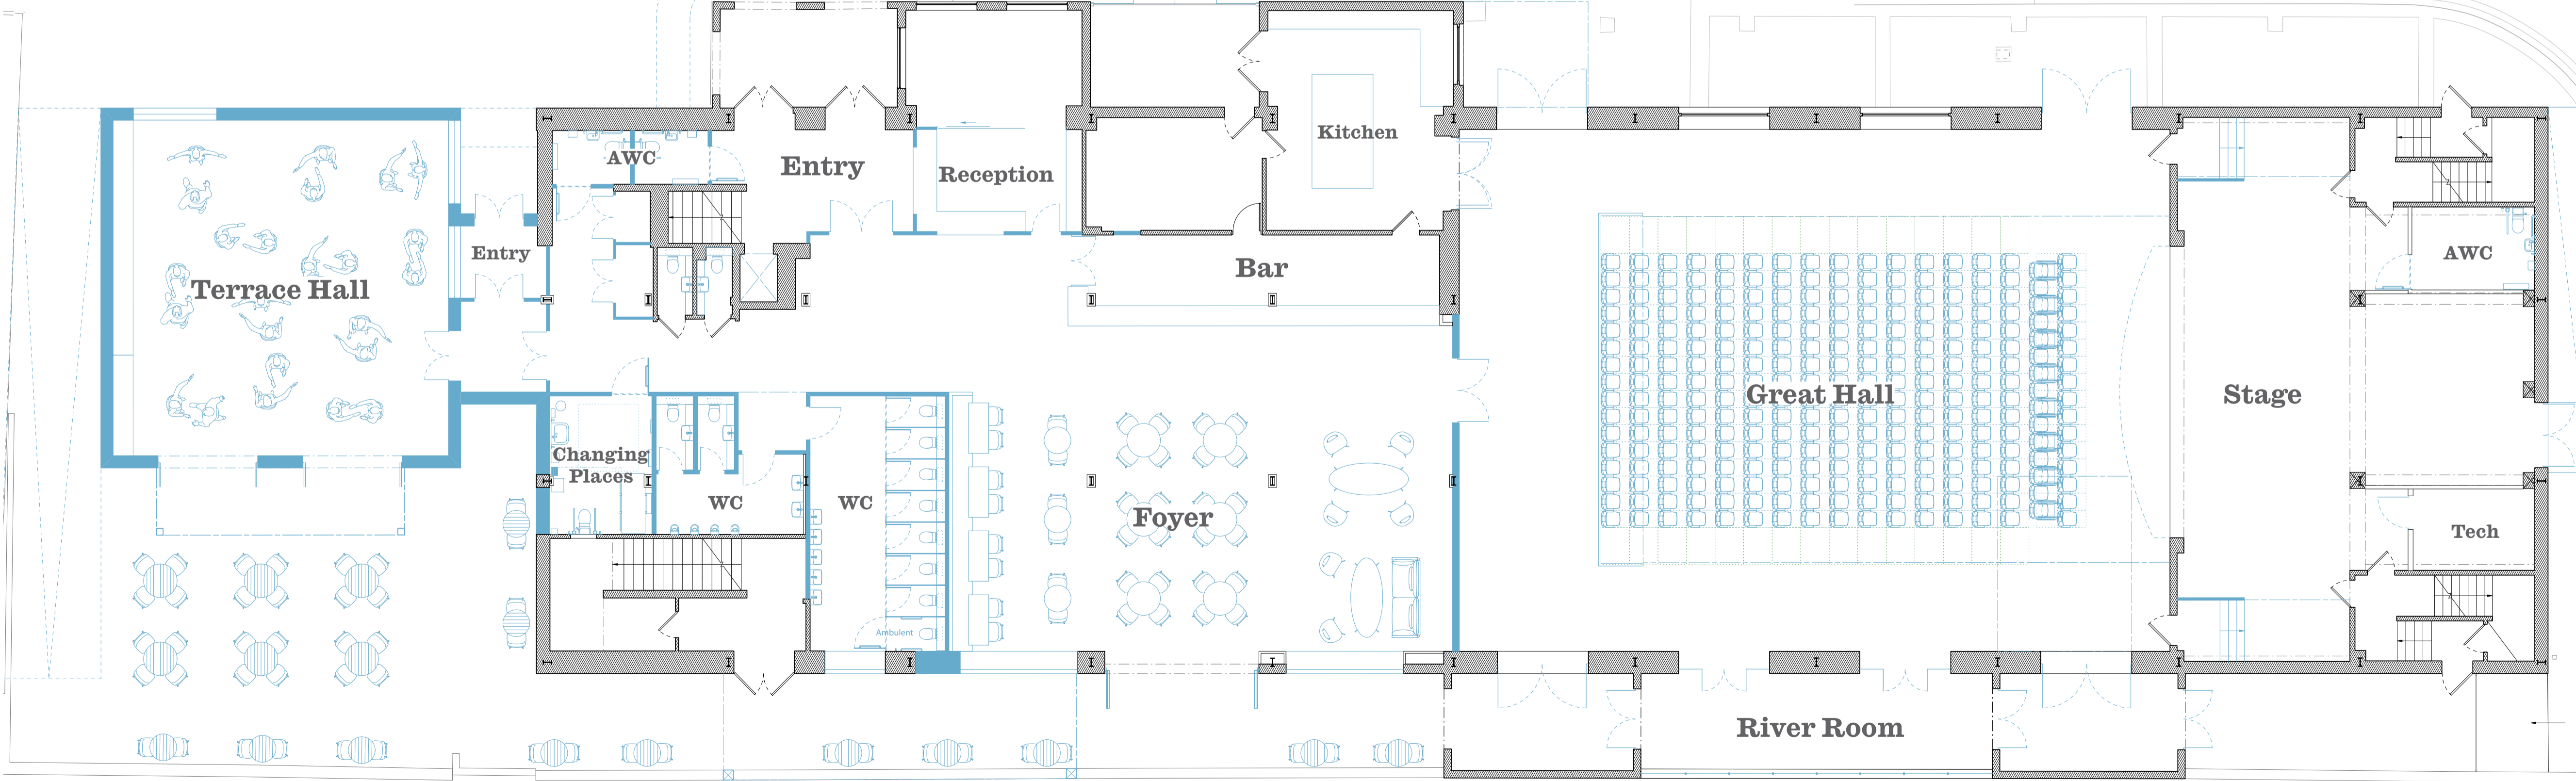 AWC
Entry
Reception
Kitchen
Terrace Hall
Entry
Bar
AWC
Great Hall
Stage
Changing
Places
WC
WC
Foyer
Tech
Ambulent
River Room